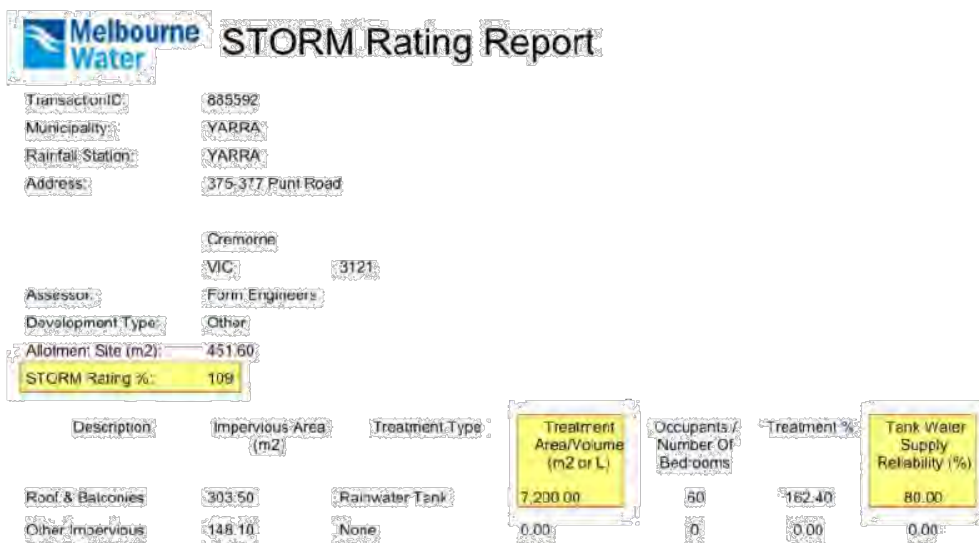 Melbourne Water
STORM Rating Report
TransactionID: 885592
Municipality: YARRA
Rainfall Station: YARRA
Address: 375-377 Punt Road
Cremorne
VIC 3121
Assessor: Form Engineers
Development Type: Other
Allotment Site (m2): 451.60
STORM Rating %: 109
Description Impervious Area (m2) Treatment Type Treatment Area/Volume (m2 or L) Occupants / Number Of Bedrooms Treatment % Tank Water Supply Reliability (%)
Roof & Balconies 303.50 Rainwater Tank 7,200.00 60 162.40 80.00
Other Impervious 148.10 None 0.00 0 0.00 0.00